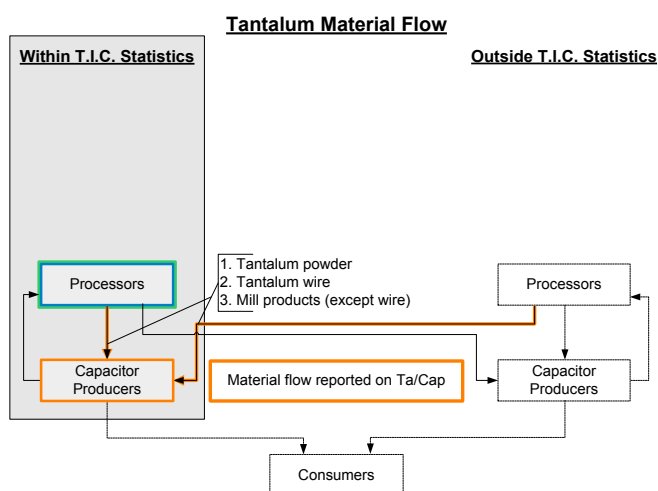 Tantalum Material Flow
Within T.I.C. Statistics
Outside T.I.C. Statistics
1. Tantalum powder
2. Tantalum wire
3. Mill products (except wire)
Processors
Processors
Capacitor
Producers
Material flow reported on Ta/Cap
Capacitor
Producers
Consumers